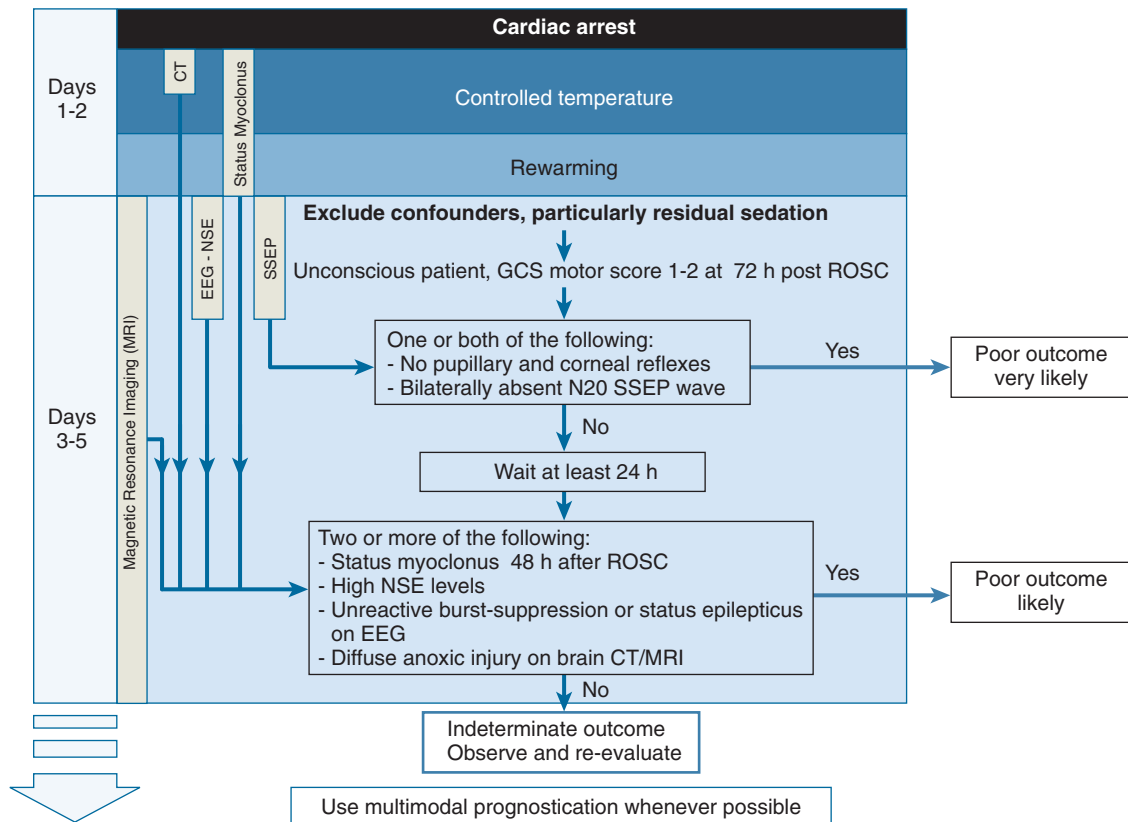 Cardiac arrest
Days
1-2
CT
Status Myoclonus
Controlled temperature
Rewarming
Days
3-5
Magnetic Resonance Imaging (MRI)
EEG - NSE
SSEP
Exclude confounders, particularly residual sedation
Unconscious patient, GCS motor score 1-2 at 72 h post ROSC
One or both of the following:
- No pupillary and corneal reflexes
- Bilaterally absent N20 SSEP wave
Yes
Poor outcome
very likely
No
Wait at least 24 h
Two or more of the following:
- Status myoclonus 48 h after ROSC
- High NSE levels
- Unreactive burst-suppression or status epilepticus
on EEG
- Diffuse anoxic injury on brain CT/MRI
Yes
Poor outcome
likely
No
Indeterminate outcome
Observe and re-evaluate
Use multimodal prognostication whenever possible